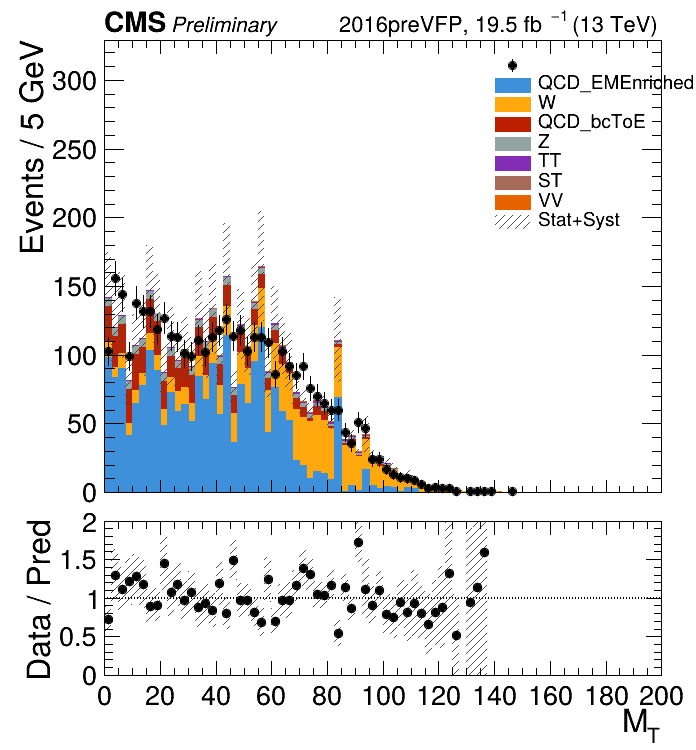 CMS Preliminary 2016preVFP, 19.5 fb⁻¹ (13 TeV)
Events / 5 GeV
300
250
200
150
100
50
0
QCD_EMEnriched
W
QCD_bcToE
Z
TT
ST
VV
Stat+Syst
Data / Pred
2
1.5
1
0.5
0
0 20 40 60 80 100 120 140 160 180 200
M_T